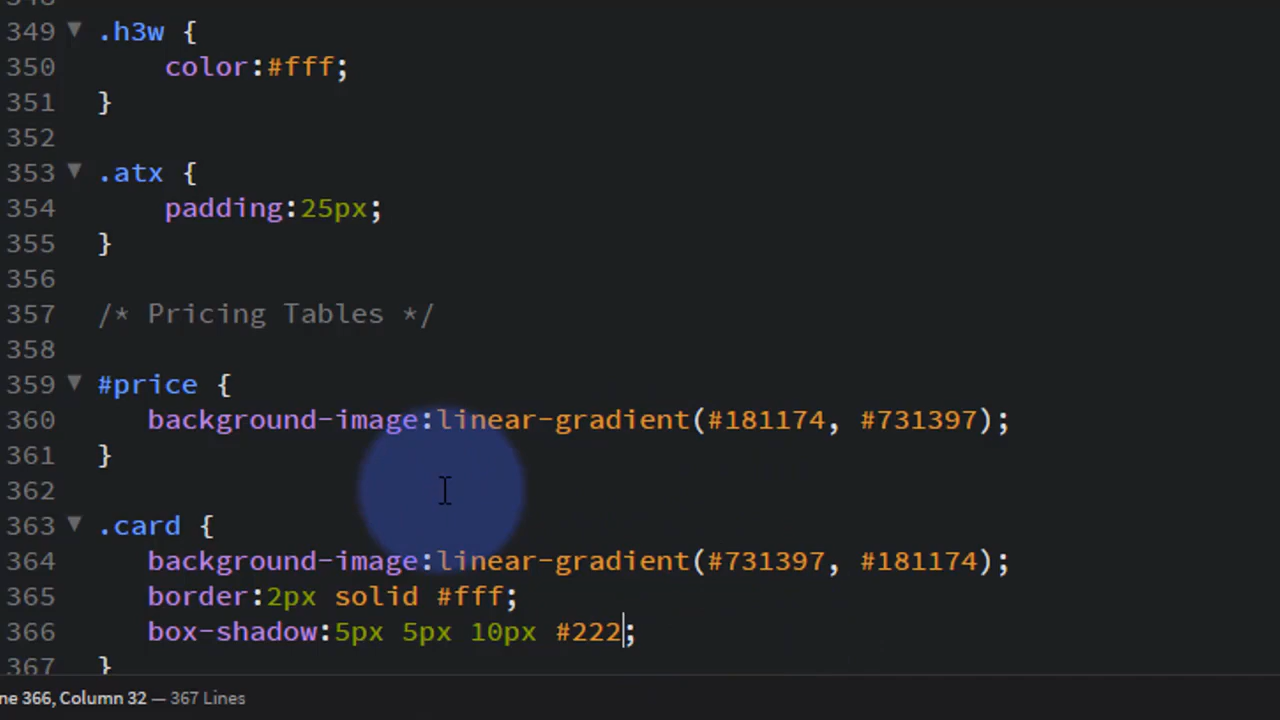 349 ▼ .h3w {
350 color:#fff;
351 }
352
353 ▼ .atx {
354 padding:25px;
355 }
356
357 /* Pricing Tables */
358
359 ▼ #price {
360 background-image:linear-gradient(#181174, #731397);
361 }
362
363 ▼ .card {
364 background-image:linear-gradient(#731397, #181174);
365 border:2px solid #fff;
366 box-shadow:5px 5px 10px #222;
367 }
ne 366, Column 32 — 367 Lines